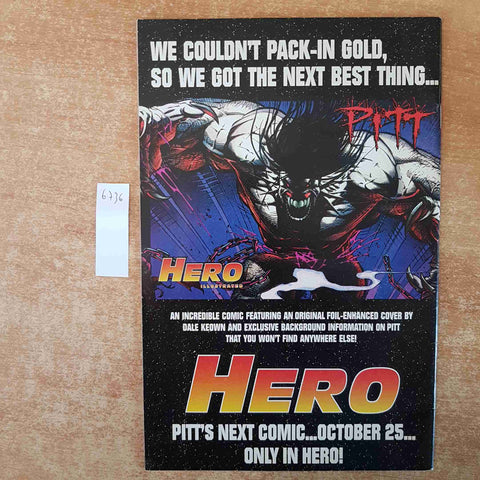 WE COULDN'T PACK-IN GOLD,
SO WE GOT THE NEXT BEST THING...
PITT
6736
HERO
ILLUSTRATED
AN INCREDIBLE COMIC FEATURING AN ORIGINAL FOIL-ENHANCED COVER BY
DALE KEOWN AND EXCLUSIVE BACKGROUND INFORMATION ON PITT
THAT YOU WON'T FIND ANYWHERE ELSE!
HERO
PITT'S NEXT COMIC...OCTOBER 25...
ONLY IN HERO!